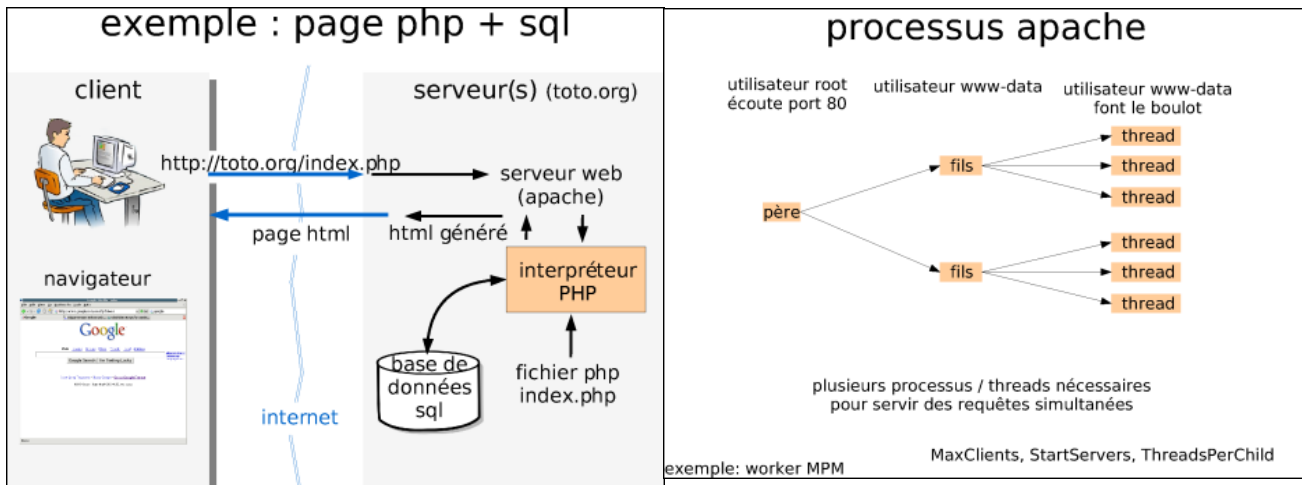 exemple : page php + sql
client
serveur(s) (toto.org)
http://toto.org/index.php
serveur web
(apache)
page html
html généré
navigateur
interpréteur
PHP
Google
base de
données
sql
fichier php
index.php
internet
processus apache
utilisateur root
écoute port 80
utilisateur www-data
utilisateur www-data
font le boulot
thread
fils
thread
thread
père
thread
fils
thread
thread
plusieurs processus / threads nécessaires
pour servir des requêtes simultanées
MaxClients, StartServers, ThreadsPerChild
exemple: worker MPM